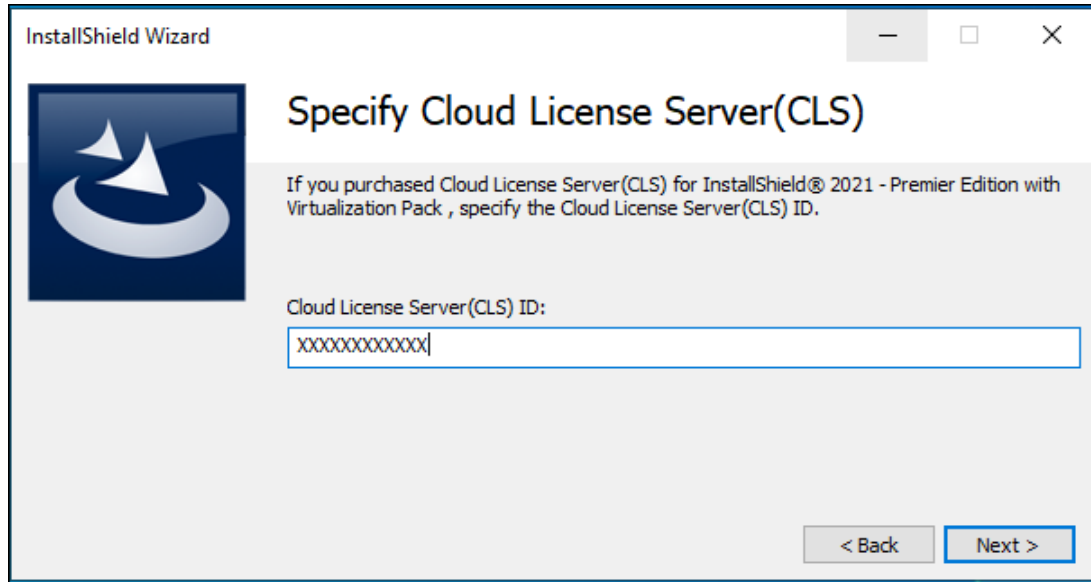 InstallShield Wizard
Specify Cloud License Server(CLS)
If you purchased Cloud License Server(CLS) for InstallShield® 2021 - Premier Edition with
Virtualization Pack , specify the Cloud License Server(CLS) ID.
Cloud License Server(CLS) ID:
XXXXXXXXXXXX
< Back
Next >